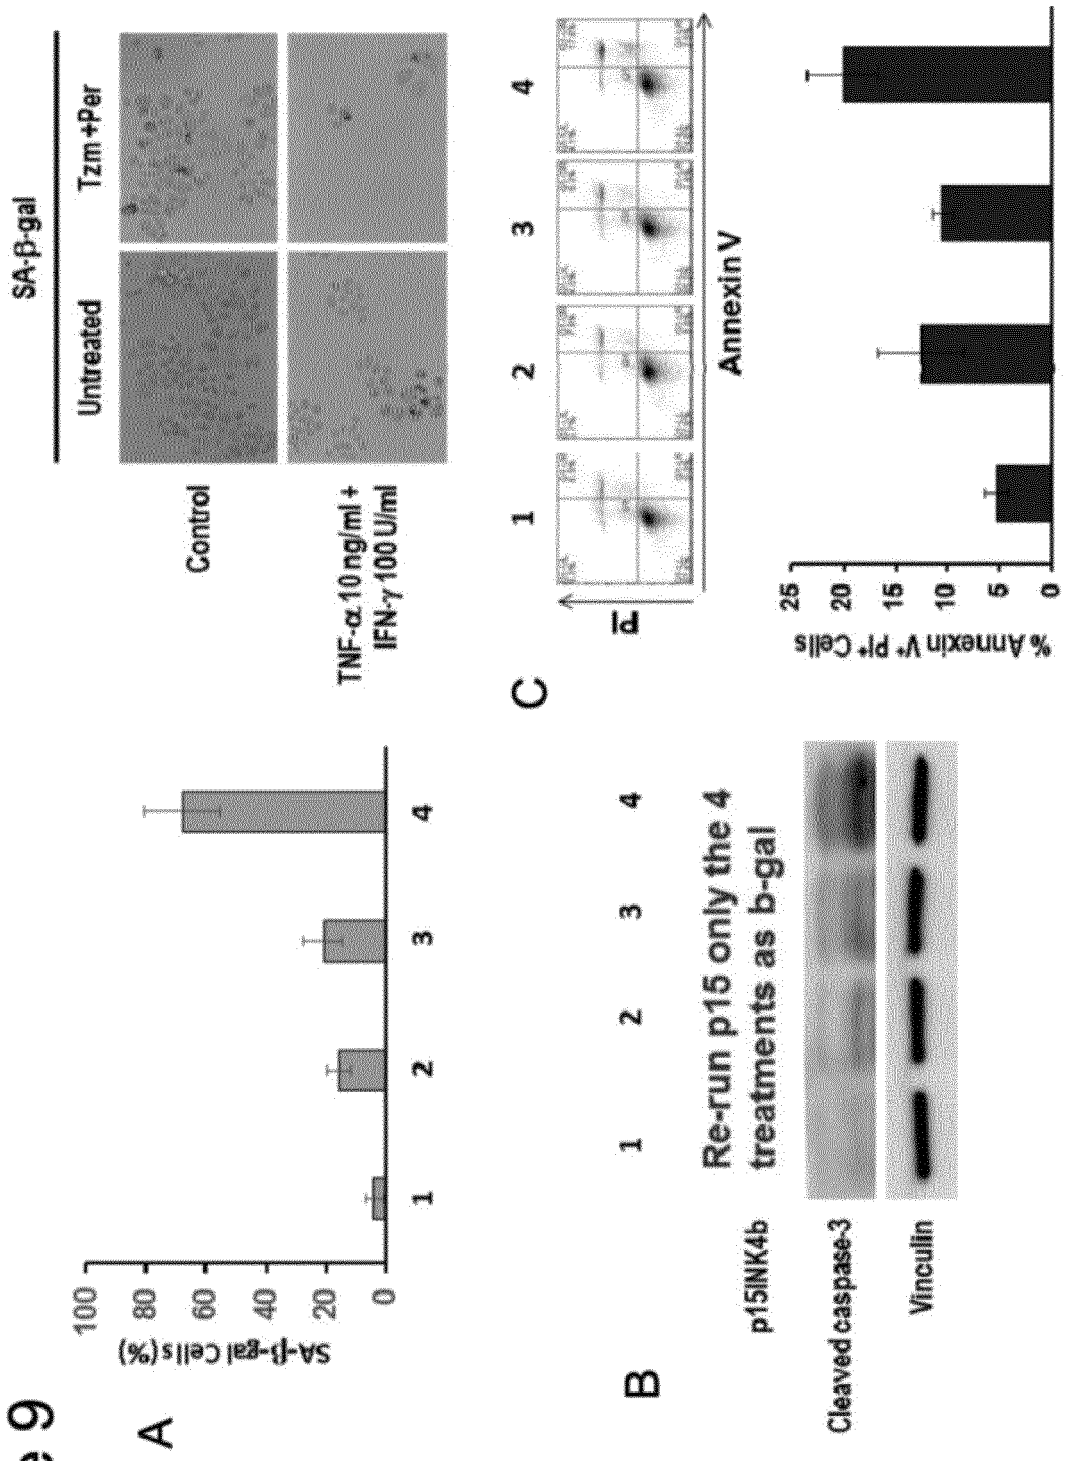 e 9
A
SA-β-gal Cells (%)
100
80
60
40
20
0
1 2 3 4
SA-β-gal
Untreated Tzm +Per
Control
TNF-α 10 ng/ml +
IFN-γ 100 U/ml
B
1 2 3 4
p15INK4b
Re-run p15 only the 4
treatments as b-gal
Cleaved caspase-3
Vinculin
C
1 2 3 4
PI
Annexin V
% Annexin V⁺ PI⁺ Cells
25
20
15
10
5
0